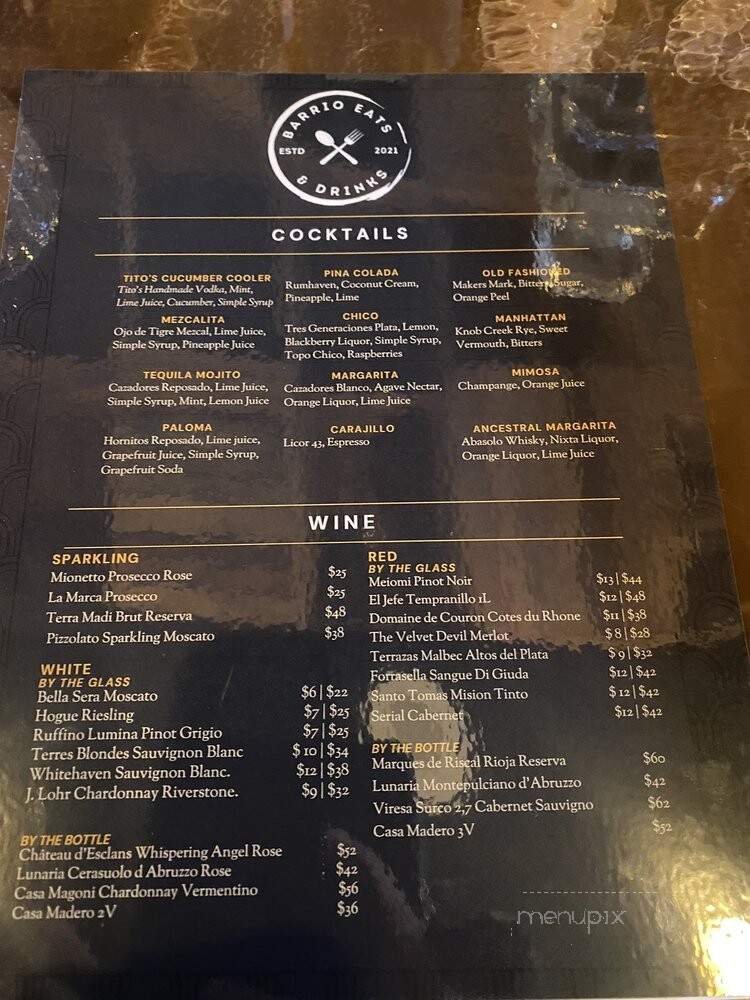 BARRIO EATS
ESTD 2021
& DRINKS
COCKTAILS
TITO'S CUCUMBER COOLER
Tito's Handmade Vodka, Mint,
Lime Juice, Cucumber, Simple Syrup
MEZCALITA
Ojo de Tigre Mezcal, Lime Juice,
Simple Syrup, Pineapple Juice
TEQUILA MOJITO
Cazadores Reposado, Lime Juice,
Simple Syrup, Mint, Lemon Juice
PALOMA
Hornitos Reposado, Lime juice,
Grapefruit Juice, Simple Syrup,
Grapefruit Soda
PINA COLADA
Rumhaven, Coconut Cream,
Pineapple, Lime
CHICO
Tres Generaciones Plata, Lemon,
Blackberry Liquor, Simple Syrup,
Topo Chico, Raspberries
MARGARITA
Cazadores Blanco, Agave Nectar,
Orange Liquor, Lime Juice
CARAJILLO
Licor 43, Espresso
OLD FASHIONED
Makers Mark, Bitters, Sugar,
Orange Peel
MANHATTAN
Knob Creek Rye, Sweet
Vermouth, Bitters
MIMOSA
Champange, Orange Juice
ANCESTRAL MARGARITA
Abasolo Whisky, Nixta Liquor,
Orange Liquor, Lime Juice
WINE
SPARKLING
Mionetto Prosecco Rose $25
La Marca Prosecco $25
Terra Madi Brut Reserva $48
Pizzolato Sparkling Moscato $38
WHITE
BY THE GLASS
Bella Sera Moscato $6 | $22
Hogue Riesling $7 | $25
Ruffino Lumina Pinot Grigio $7 | $25
Terres Blondes Sauvignon Blanc $10 | $34
Whitehaven Sauvignon Blanc. $12 | $38
J. Lohr Chardonnay Riverstone. $9 | $32
BY THE BOTTLE
Château d'Esclans Whispering Angel Rose $52
Lunaria Cerasuolo d Abruzzo Rose $42
Casa Magoni Chardonnay Vermentino $56
Casa Madero 2V $36
RED
BY THE GLASS
Meiomi Pinot Noir $13 | $44
El Jefe Tempranillo 1L $12 | $48
Domaine de Couron Cotes du Rhone $11 | $38
The Velvet Devil Merlot $ 8 | $28
Terrazas Malbec Altos del Plata $ 9 | $32
Fortasella Sangue Di Giuda $12 | $42
Santo Tomas Mision Tinto $ 12 | $42
Serial Cabernet $12 | $42
BY THE BOTTLE
Marques de Riscal Rioja Reserva $60
Lunaria Montepulciano d'Abruzzo $42
Viresa Surco 2,7 Cabernet Sauvigno $62
Casa Madero 3V $52
menupix